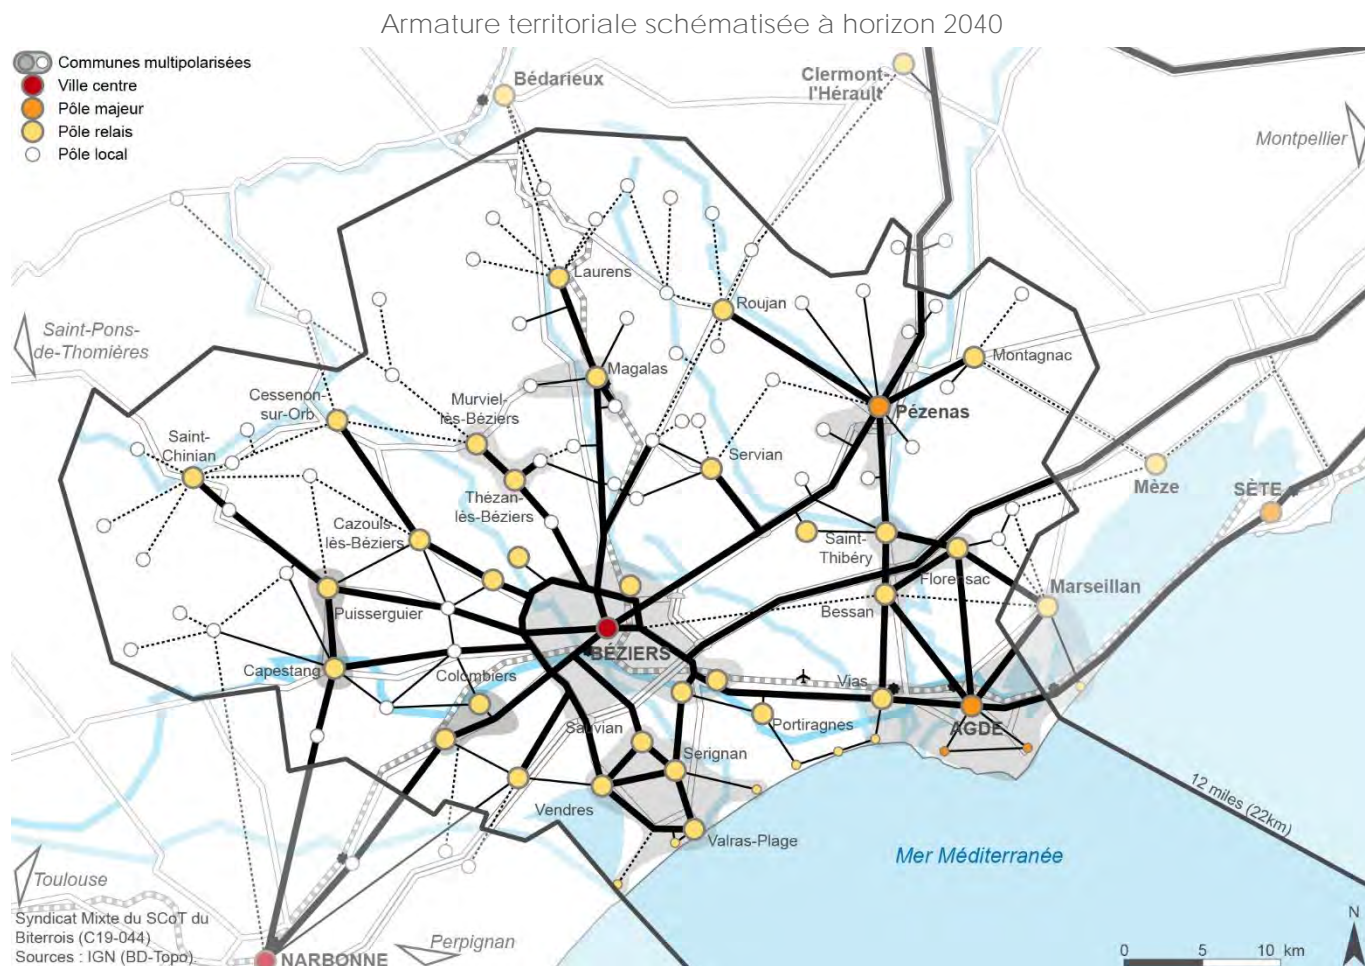 Armature territoriale schématisée à horizon 2040
Communes multipolarisées
Ville centre
Pôle majeur
Pôle relais
Pôle local
Bédarieux
Clermont-
l'Hérault
Montpellier
Saint-Pons-
de-Thomières
Laurens
Roujan
Montagnac
Magalas
Pézenas
Cessenon-
sur-Orb
Murviel-
lès-Béziers
Saint-
Chinian
Servian
Mèze
SÈTE
Thézan-
lès-Béziers
Cazouls-
lès-Béziers
Saint-
Thibéry
Florensac
Marseillan
Puisserguier
Bessan
BÉZIERS
Capestang
Colombiers
Vias
Portiragnes
AGDE
Sauvian
Serignan
Vendres
Valras-Plage
12 miles (22km)
Mer Méditerranée
Toulouse
Perpignan
NARBONNE
Syndicat Mixte du SCoT du
Biterrois (C19-044)
Sources : IGN (BD-Topo)
N
0 5 10 km